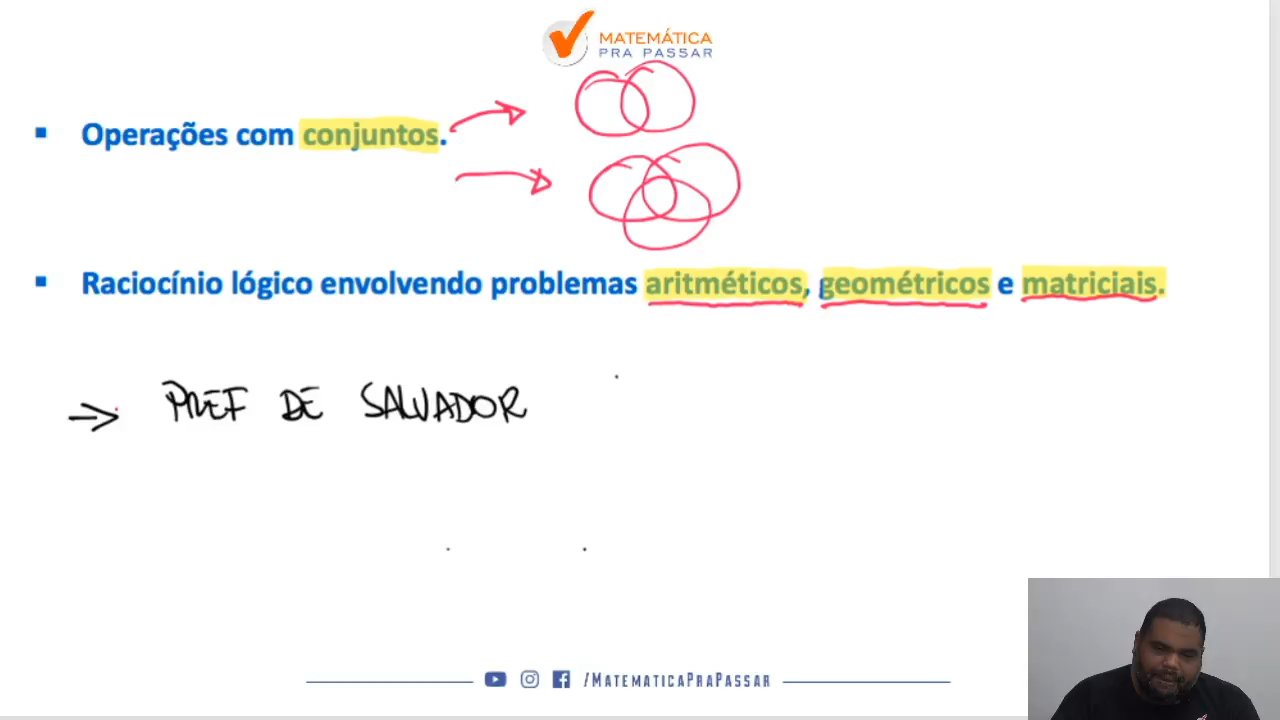 MATEMÁTICA
PRA PASSAR
▪ Operações com conjuntos.
▪ Raciocínio lógico envolvendo problemas aritméticos, geométricos e matriciais.
⇒ PREF DE SALVADOR
/MATEMATICAPRAPASSAR